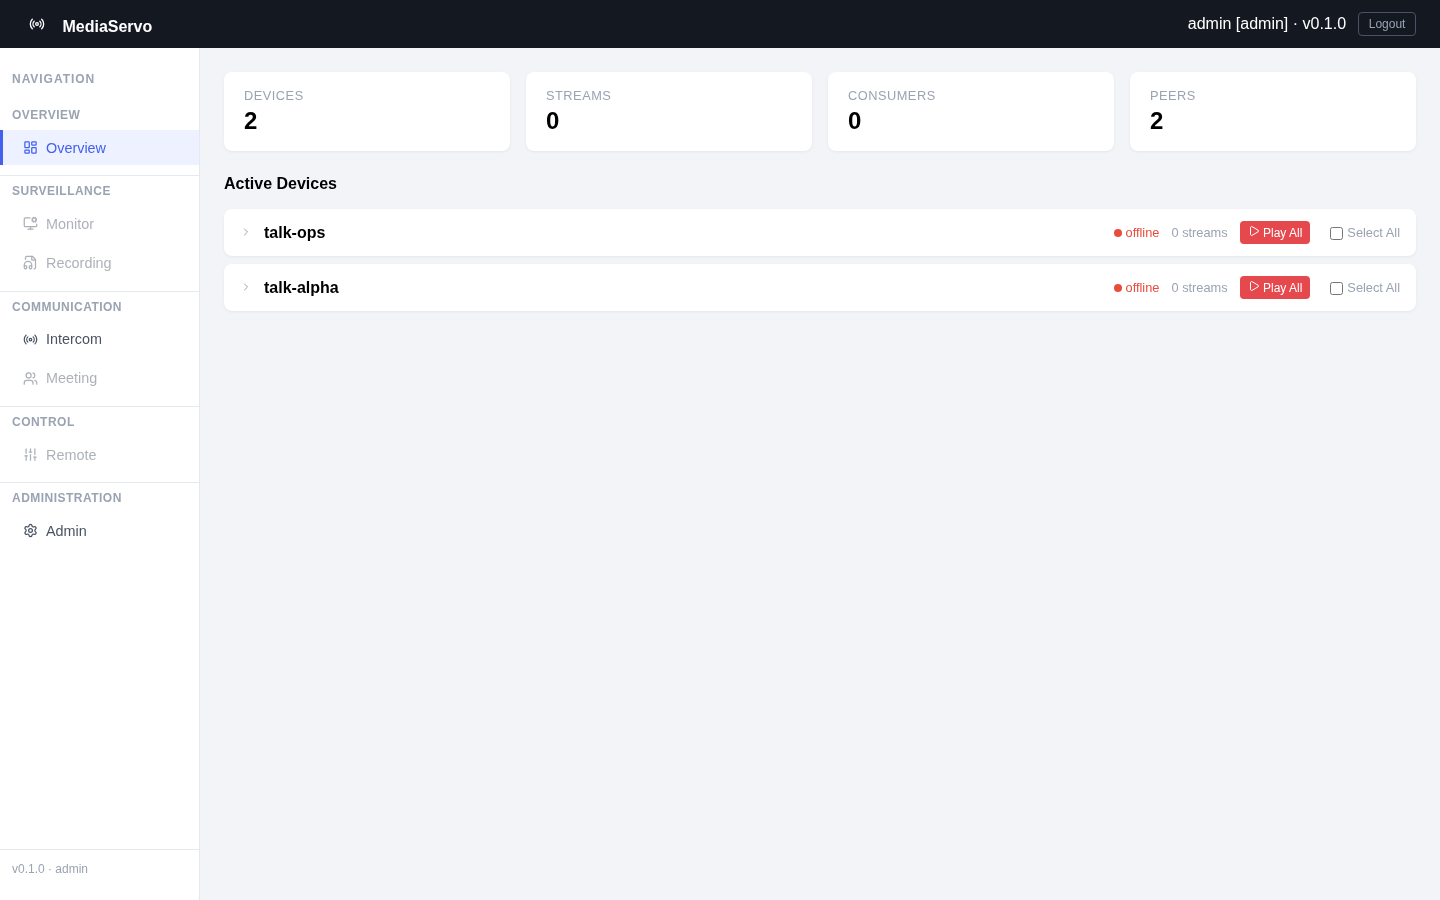 MediaServo
admin [admin] · v0.1.0 Logout
NAVIGATION
OVERVIEW
Overview
SURVEILLANCE
Monitor
Recording
COMMUNICATION
Intercom
Meeting
CONTROL
Remote
ADMINISTRATION
Admin
v0.1.0 · admin
DEVICES
2
STREAMS
0
CONSUMERS
0
PEERS
2
Active Devices
talk-ops offline 0 streams Play All Select All
talk-alpha offline 0 streams Play All Select All